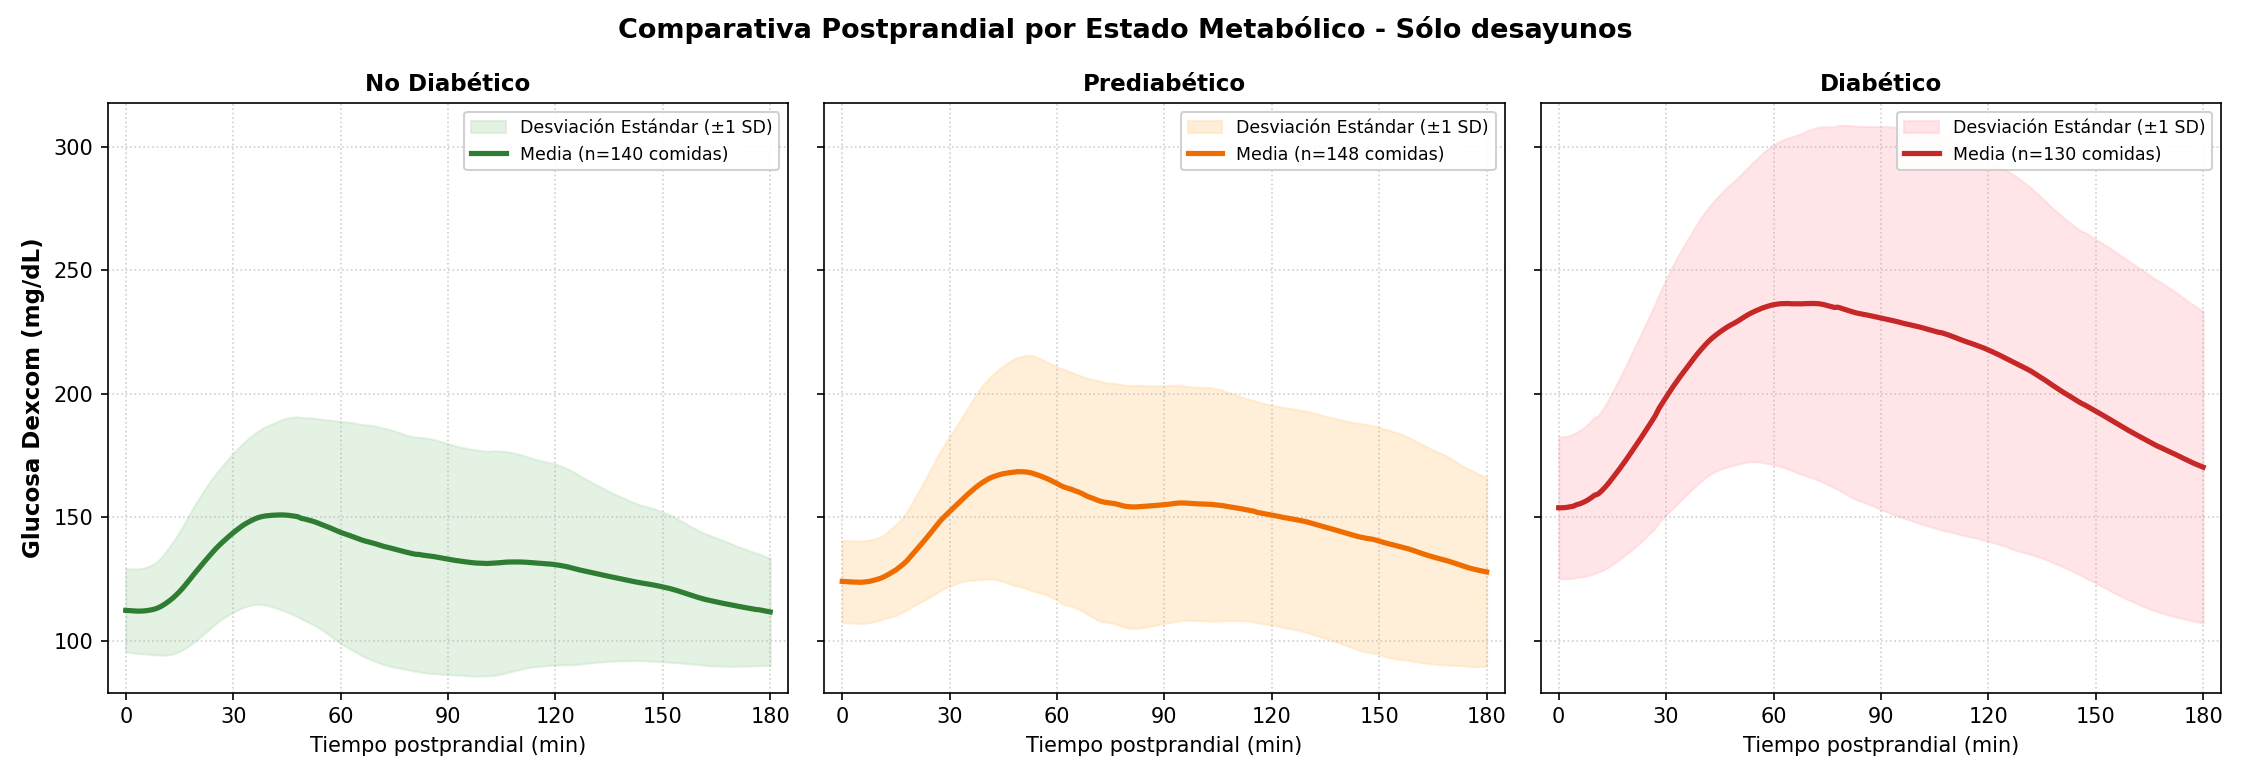 Comparativa Postprandial por Estado Metabólico - Sólo desayunos
No Diabético
Desviación Estándar (±1 SD)
Media (n=140 comidas)
Prediabético
Desviación Estándar (±1 SD)
Media (n=148 comidas)
Diabético
Desviación Estándar (±1 SD)
Media (n=130 comidas)
Glucosa Dexcom (mg/dL)
300
250
200
150
100
0 30 60 90 120 150 180
Tiempo postprandial (min)
0 30 60 90 120 150 180
Tiempo postprandial (min)
0 30 60 90 120 150 180
Tiempo postprandial (min)